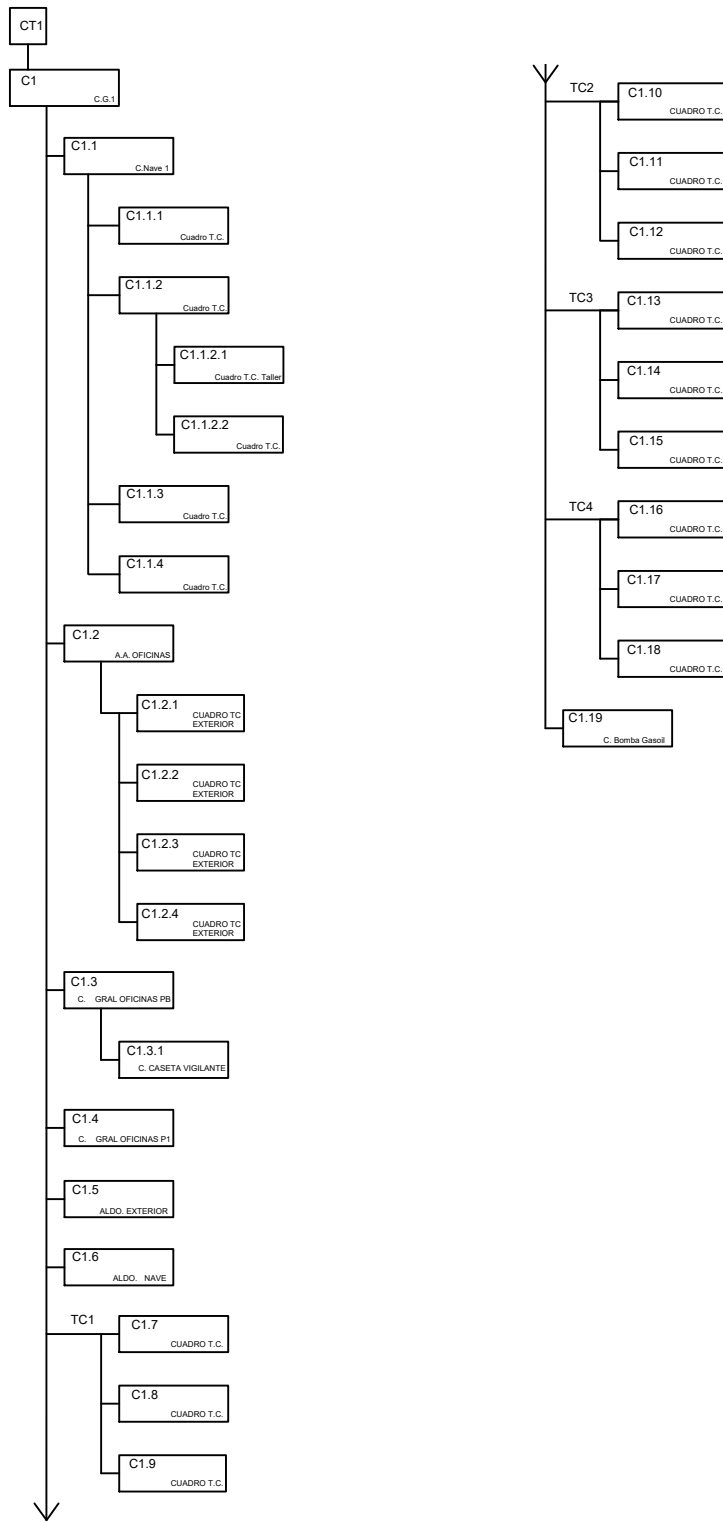 CT1
C1
C.G.1
C1.1
C.Nave 1
C1.1.1
Cuadro T.C.
C1.1.2
Cuadro T.C.
C1.1.2.1
Cuadro T.C. Taller
C1.1.2.2
Cuadro T.C.
C1.1.3
Cuadro T.C.
C1.1.4
Cuadro T.C.
C1.2
A.A. OFICINAS
C1.2.1
CUADRO TC
EXTERIOR
C1.2.2
CUADRO TC
EXTERIOR
C1.2.3
CUADRO TC
EXTERIOR
C1.2.4
CUADRO TC
EXTERIOR
C1.3
C. GRAL OFICINAS PB
C1.3.1
C. CASETA VIGILANTE
C1.4
C. GRAL OFICINAS P1
C1.5
ALDO. EXTERIOR
C1.6
ALDO. NAVE
TC1
C1.7
CUADRO T.C.
C1.8
CUADRO T.C.
C1.9
CUADRO T.C.
TC2
C1.10
CUADRO T.C.
C1.11
CUADRO T.C.
C1.12
CUADRO T.C.
TC3
C1.13
CUADRO T.C.
C1.14
CUADRO T.C.
C1.15
CUADRO T.C.
TC4
C1.16
CUADRO T.C.
C1.17
CUADRO T.C.
C1.18
CUADRO T.C.
C1.19
C. Bomba Gasoil